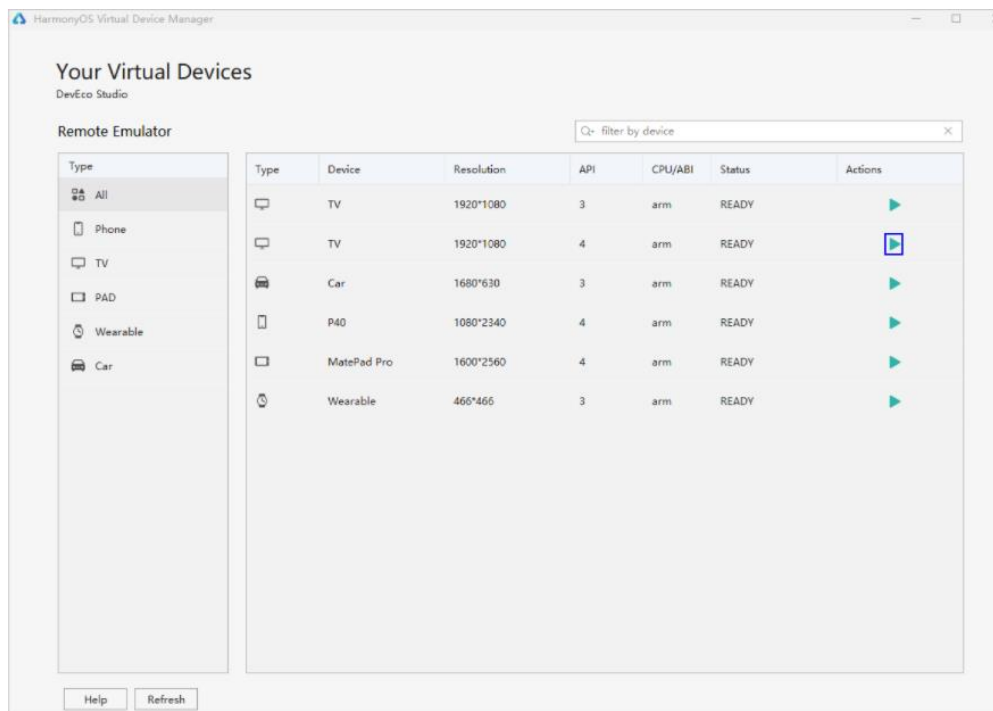 HarmonyOS Virtual Device Manager
Your Virtual Devices
DevEco Studio
Remote Emulator
filter by device
Type
All
Phone
TV
PAD
Wearable
Car
Type Device Resolution API CPU/ABI Status Actions
TV 1920*1080 3 arm READY
TV 1920*1080 4 arm READY
Car 1680*630 3 arm READY
P40 1080*2340 4 arm READY
MatePad Pro 1600*2560 4 arm READY
Wearable 466*466 3 arm READY
Help Refresh